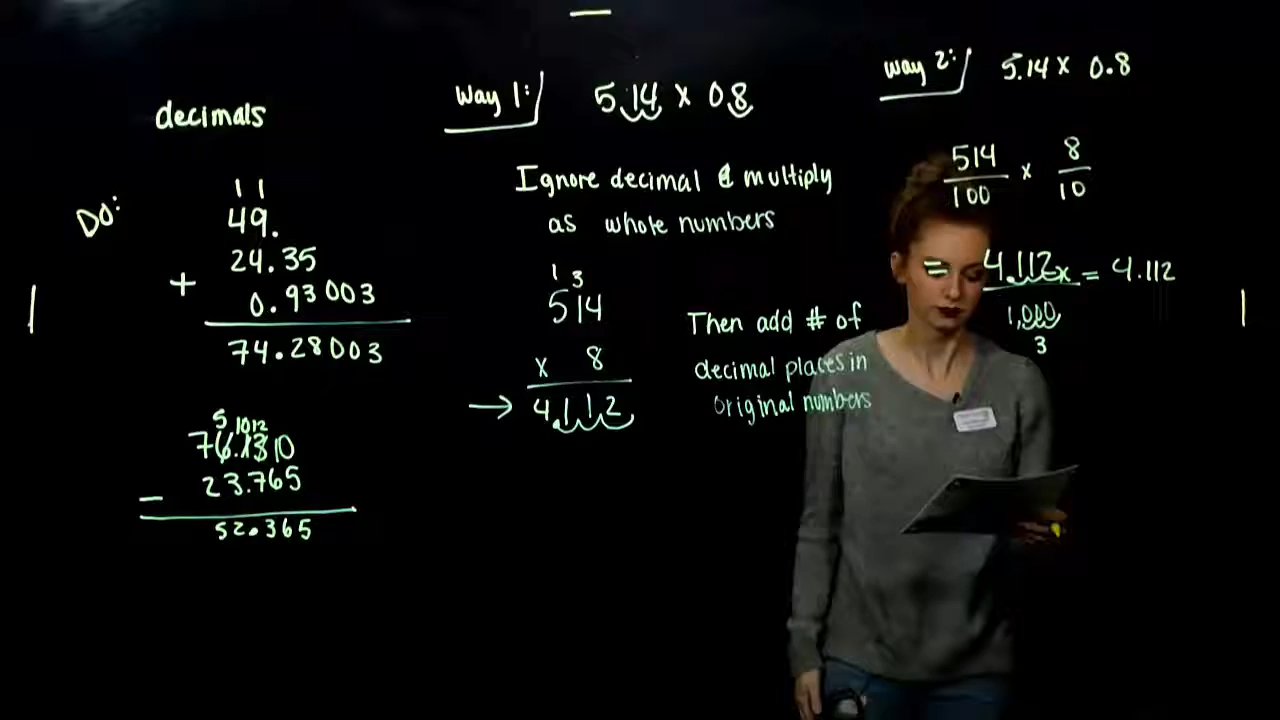 decimals
DO:
1 1
49.
24.35
+ 0.93003
74.28003
5 10 12
76.130
- 23.765
52.365
Way 1:
5.14 x 0.8
Ignore decimal & multiply
as whole numbers
1 3
514
x 8
→ 4.112
Then add # of
decimal places in
original numbers
Way 2:
5.14 x 0.8
514/100 x 8/10
= 4.112x/1,000 = 4.112
3